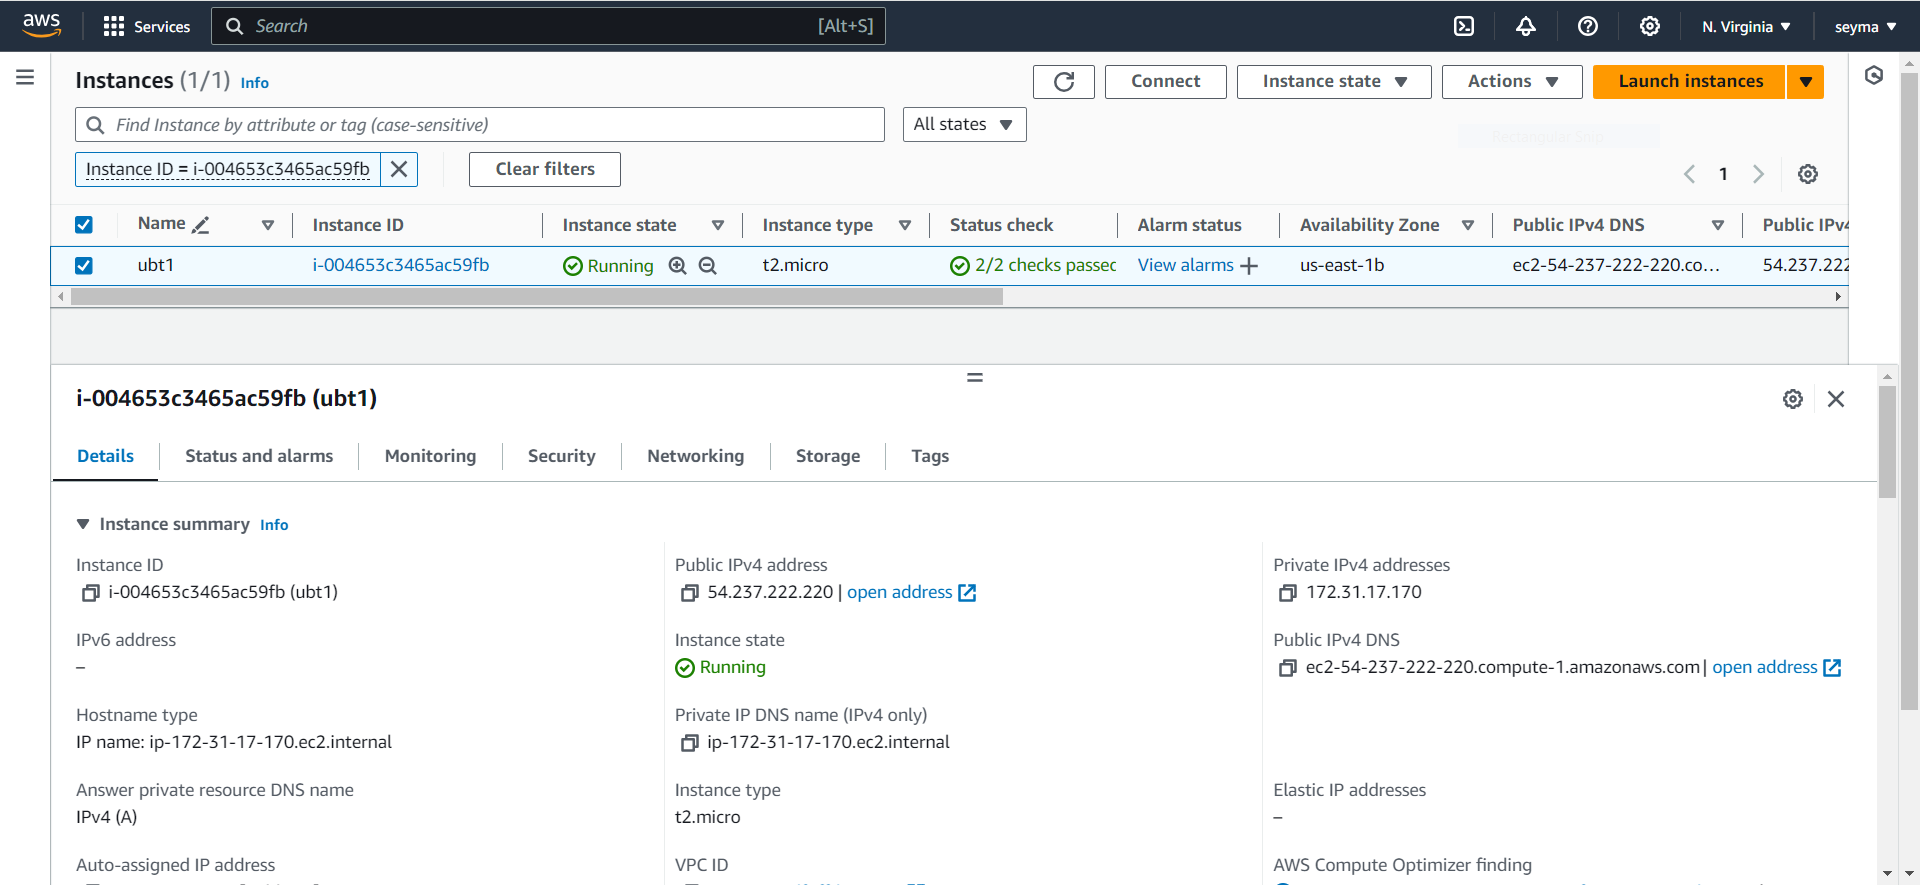 aws Services Search [Alt+S] N. Virginia seyma
Instances (1/1) Info Connect Instance state Actions Launch instances
Find Instance by attribute or tag (case-sensitive) All states
Rectangular Snip
Instance ID = i-004653c3465ac59fb Clear filters
1
Name Instance ID Instance state Instance type Status check Alarm status Availability Zone Public IPv4 DNS Public IPv4
ubt1 i-004653c3465ac59fb Running t2.micro 2/2 checks passec View alarms us-east-1b ec2-54-237-222-220.co… 54.237.222
i-004653c3465ac59fb (ubt1)
Details Status and alarms Monitoring Security Networking Storage Tags
Instance summary Info
Instance ID Public IPv4 address Private IPv4 addresses
i-004653c3465ac59fb (ubt1) 54.237.222.220 | open address 172.31.17.170
IPv6 address Instance state Public IPv4 DNS
– Running ec2-54-237-222-220.compute-1.amazonaws.com | open address
Hostname type Private IP DNS name (IPv4 only)
IP name: ip-172-31-17-170.ec2.internal ip-172-31-17-170.ec2.internal
Answer private resource DNS name Instance type Elastic IP addresses
IPv4 (A) t2.micro –
Auto-assigned IP address VPC ID AWS Compute Optimizer finding